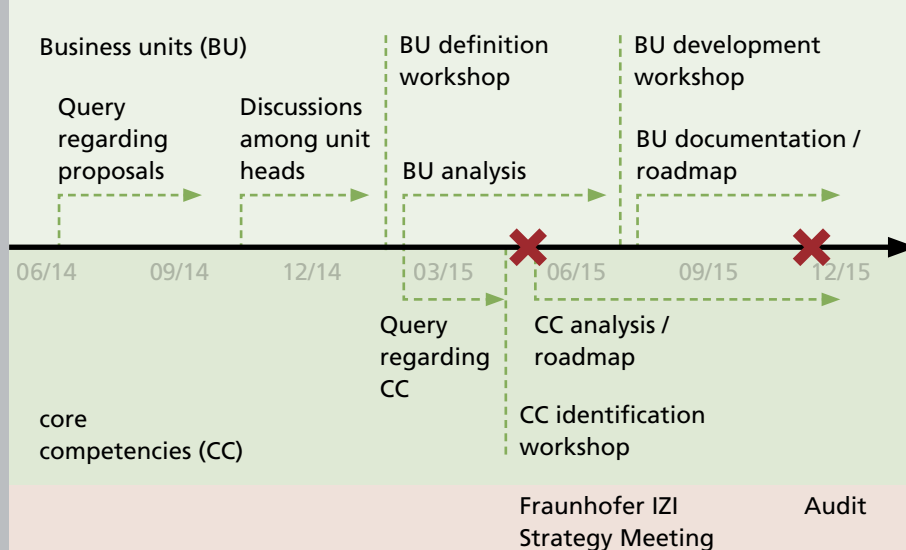 Business units (BU)
BU definition
workshop
BU development
workshop
Query
regarding
proposals
Discussions
among unit
heads
BU analysis
BU documentation /
roadmap
06/14
09/14
12/14
03/15
06/15
09/15
12/15
Query
regarding
CC
CC analysis /
roadmap
core
competencies (CC)
CC identification
workshop
Fraunhofer IZI
Strategy Meeting
Audit